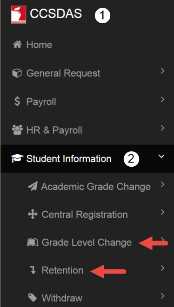 CCSDAS 1
Home
General Request
Payroll
HR & Payroll
Student Information 2
Academic Grade Change
Central Registration
Grade Level Change
Retention
Withdraw